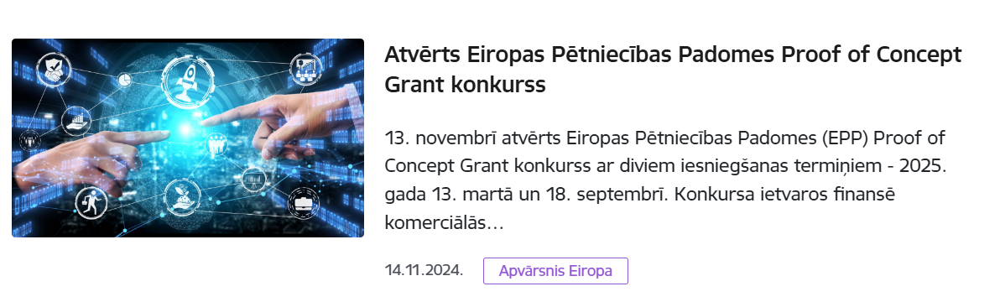 Atvērts Eiropas Pētniecības Padomes Proof of Concept
Grant konkurss
13. novembrī atvērts Eiropas Pētniecības Padomes (EPP) Proof of
Concept Grant konkurss ar diviem iesniegšanas termiņiem - 2025.
gada 13. martā un 18. septembrī. Konkursa ietvaros finansē
komerciālās...
14.11.2024.
Apvārsnis Eiropa